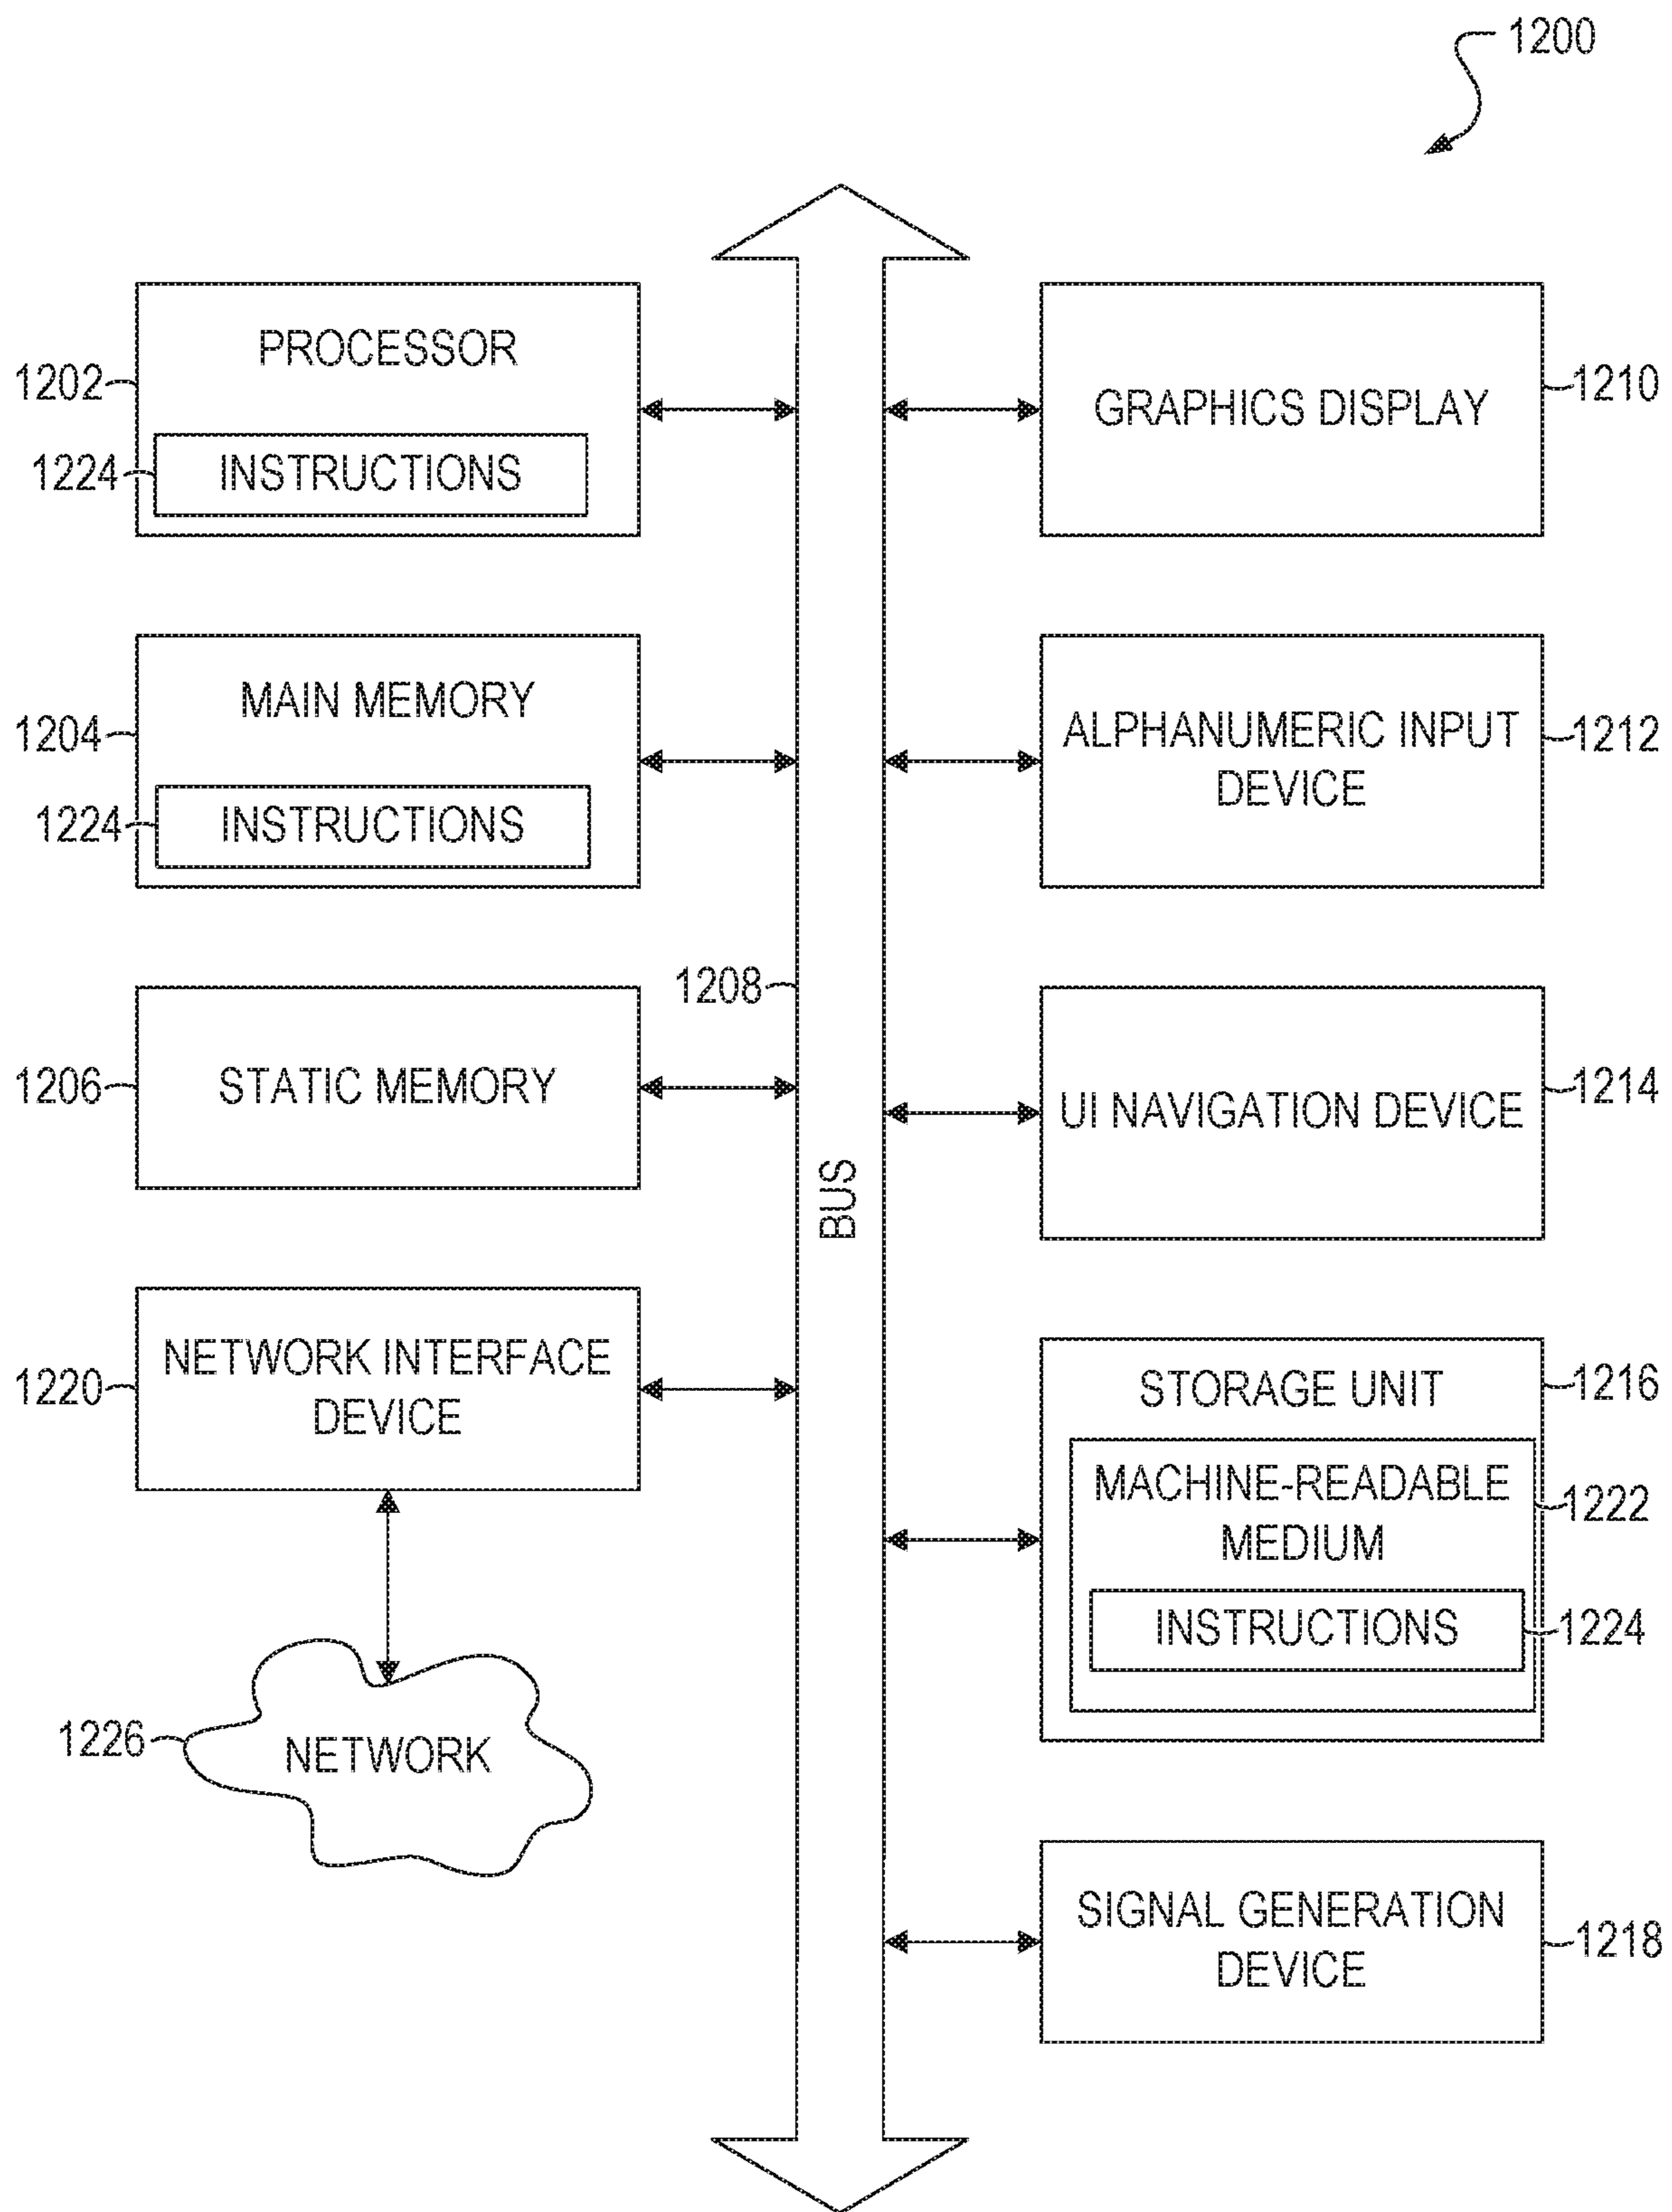 1200
PROCESSOR
1202
1224
INSTRUCTIONS
MAIN MEMORY
1204
1224
INSTRUCTIONS
1208
1206
STATIC MEMORY
BUS
NETWORK INTERFACE
DEVICE
1220
1226
NETWORK
GRAPHICS DISPLAY
1210
ALPHANUMERIC INPUT
DEVICE
1212
UI NAVIGATION DEVICE
1214
STORAGE UNIT
1216
MACHINE-READABLE
MEDIUM
1222
INSTRUCTIONS
1224
SIGNAL GENERATION
DEVICE
1218